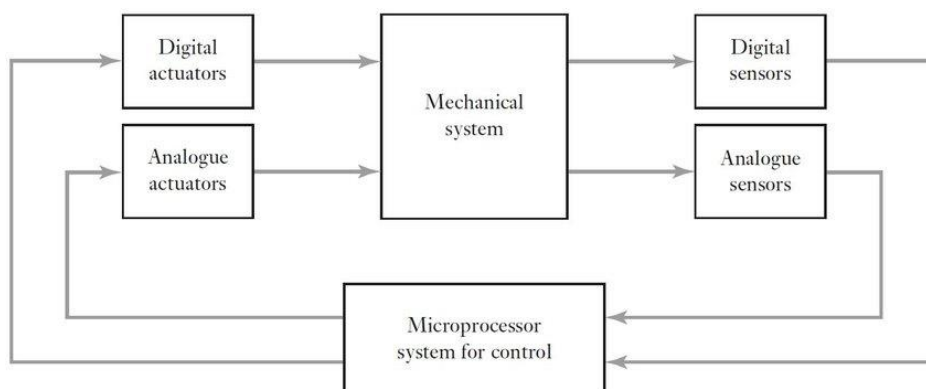 Digital
actuators
Mechanical
system
Digital
sensors
Analogue
actuators
Analogue
sensors
Microprocessor
system for control